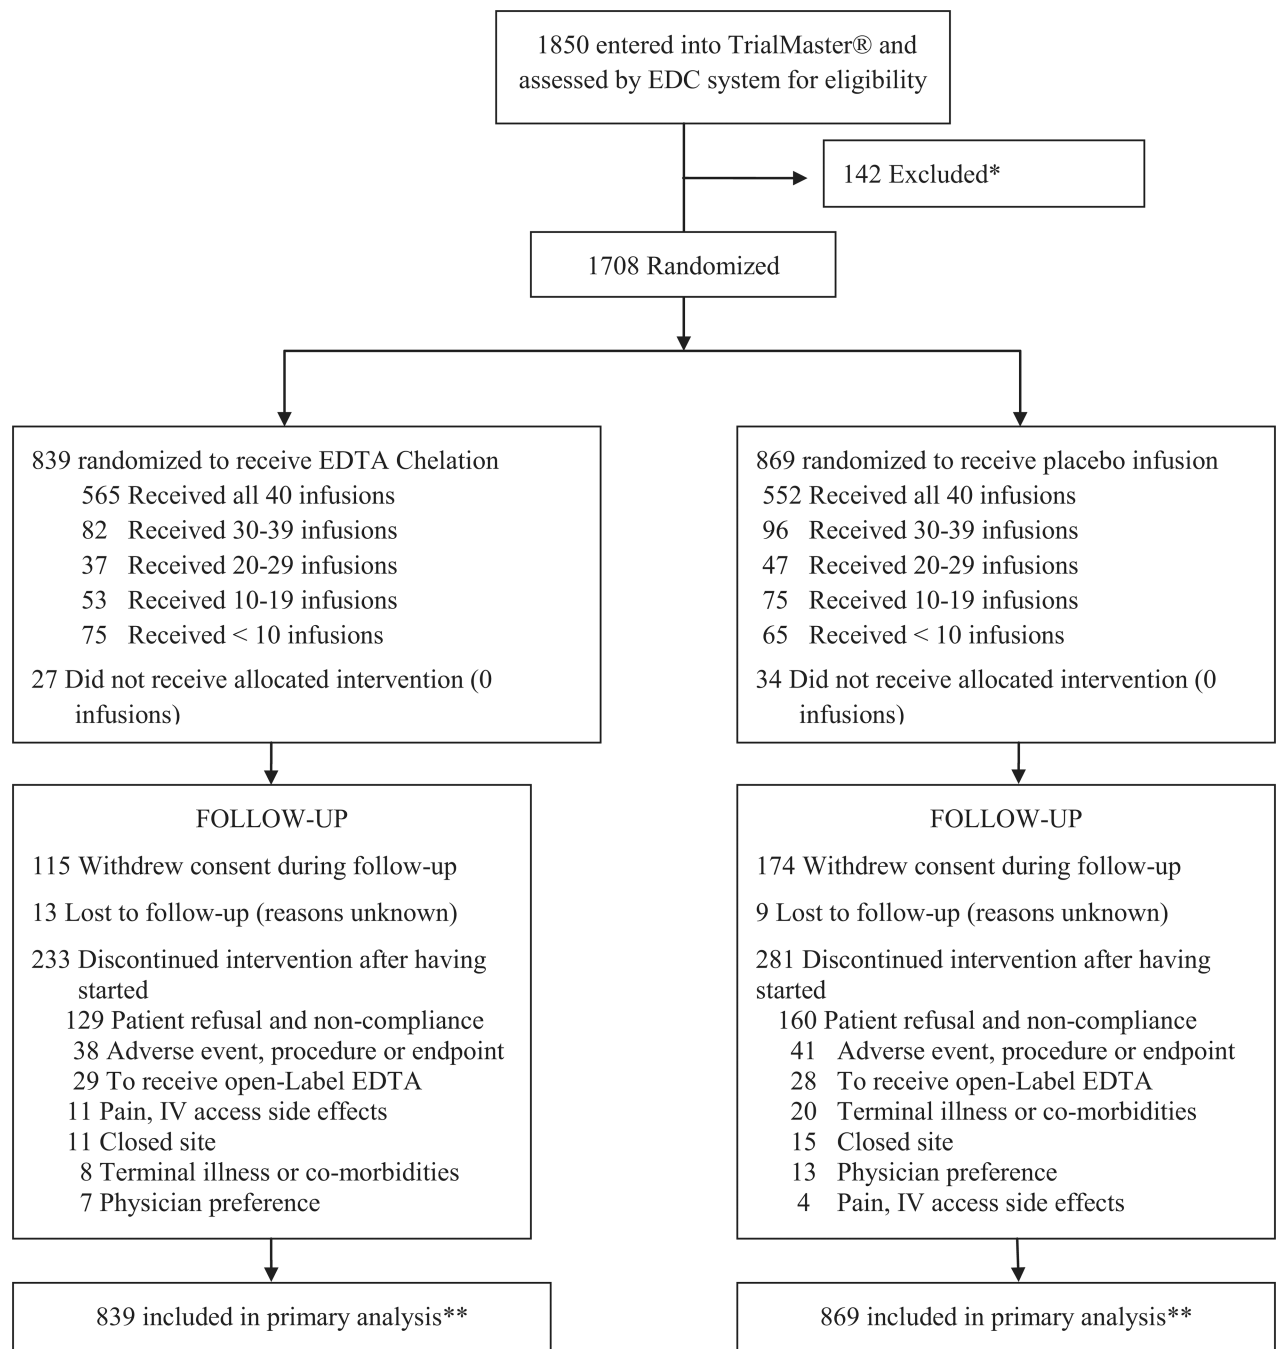 1850 entered into TrialMaster® and
assessed by EDC system for eligibility
142 Excluded*
1708 Randomized
839 randomized to receive EDTA Chelation
565 Received all 40 infusions
82 Received 30-39 infusions
37 Received 20-29 infusions
53 Received 10-19 infusions
75 Received < 10 infusions
27 Did not receive allocated intervention (0
infusions)
869 randomized to receive placebo infusion
552 Received all 40 infusions
96 Received 30-39 infusions
47 Received 20-29 infusions
75 Received 10-19 infusions
65 Received < 10 infusions
34 Did not receive allocated intervention (0
infusions)
FOLLOW-UP
115 Withdrew consent during follow-up
13 Lost to follow-up (reasons unknown)
233 Discontinued intervention after having
started
129 Patient refusal and non-compliance
38 Adverse event, procedure or endpoint
29 To receive open-Label EDTA
11 Pain, IV access side effects
11 Closed site
8 Terminal illness or co-morbidities
7 Physician preference
FOLLOW-UP
174 Withdrew consent during follow-up
9 Lost to follow-up (reasons unknown)
281 Discontinued intervention after having
started
160 Patient refusal and non-compliance
41 Adverse event, procedure or endpoint
28 To receive open-Label EDTA
20 Terminal illness or co-morbidities
15 Closed site
13 Physician preference
4 Pain, IV access side effects
839 included in primary analysis**
869 included in primary analysis**